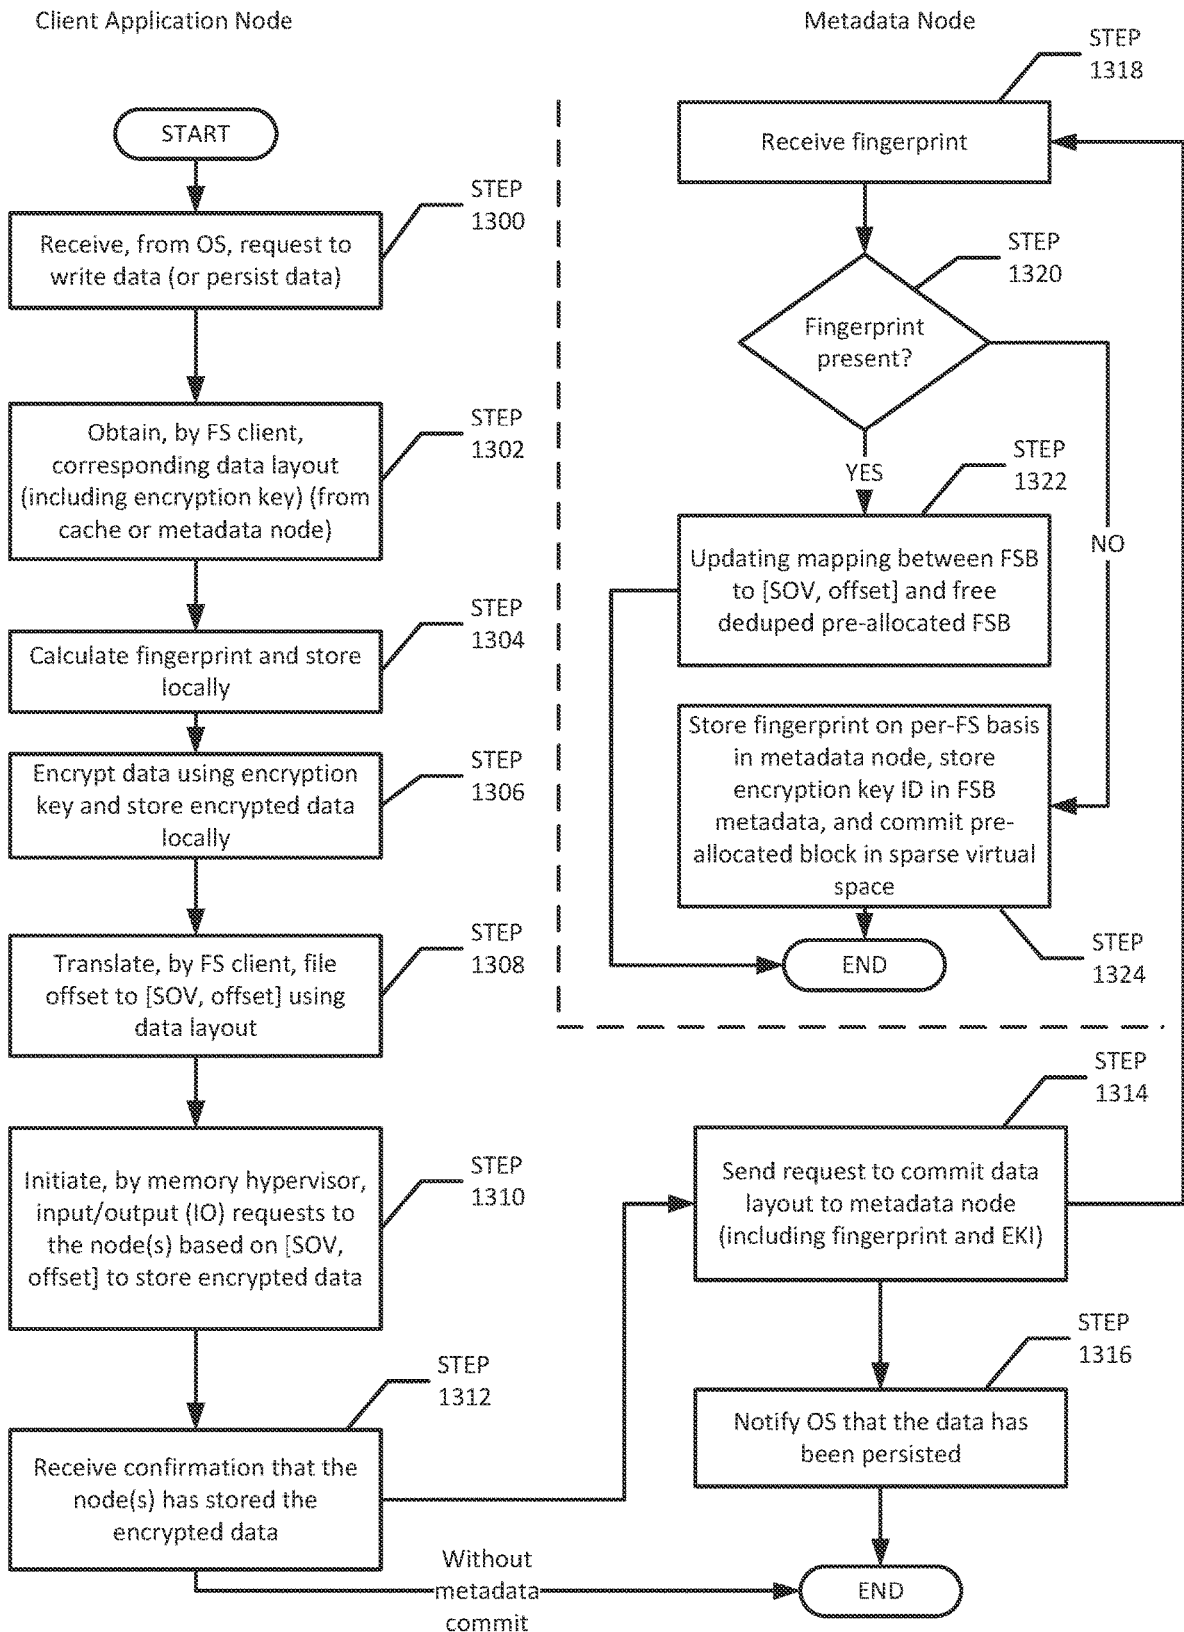 Client Application Node
START
STEP
1300
Receive, from OS, request to
write data (or persist data)
STEP
1302
Obtain, by FS client,
corresponding data layout
(including encryption key) (from
cache or metadata node)
STEP
1304
Calculate fingerprint and store
locally
STEP
1306
Encrypt data using encryption
key and store encrypted data
locally
STEP
1308
Translate, by FS client, file
offset to [SOV, offset] using
data layout
STEP
1310
Initiate, by memory hypervisor,
input/output (IO) requests to
the node(s) based on [SOV,
offset] to store encrypted data
STEP
1312
Receive confirmation that the
node(s) has stored the
encrypted data
Without
metadata
commit
Metadata Node
STEP
1318
Receive fingerprint
STEP
1320
Fingerprint
present?
YES
NO
STEP
1322
Updating mapping between FSB
to [SOV, offset] and free
deduped pre-allocated FSB
Store fingerprint on per-FS basis
in metadata node, store
encryption key ID in FSB
metadata, and commit pre-
allocated block in sparse virtual
space
STEP
1324
END
STEP
1314
Send request to commit data
layout to metadata node
(including fingerprint and EKI)
STEP
1316
Notify OS that the data has
been persisted
END